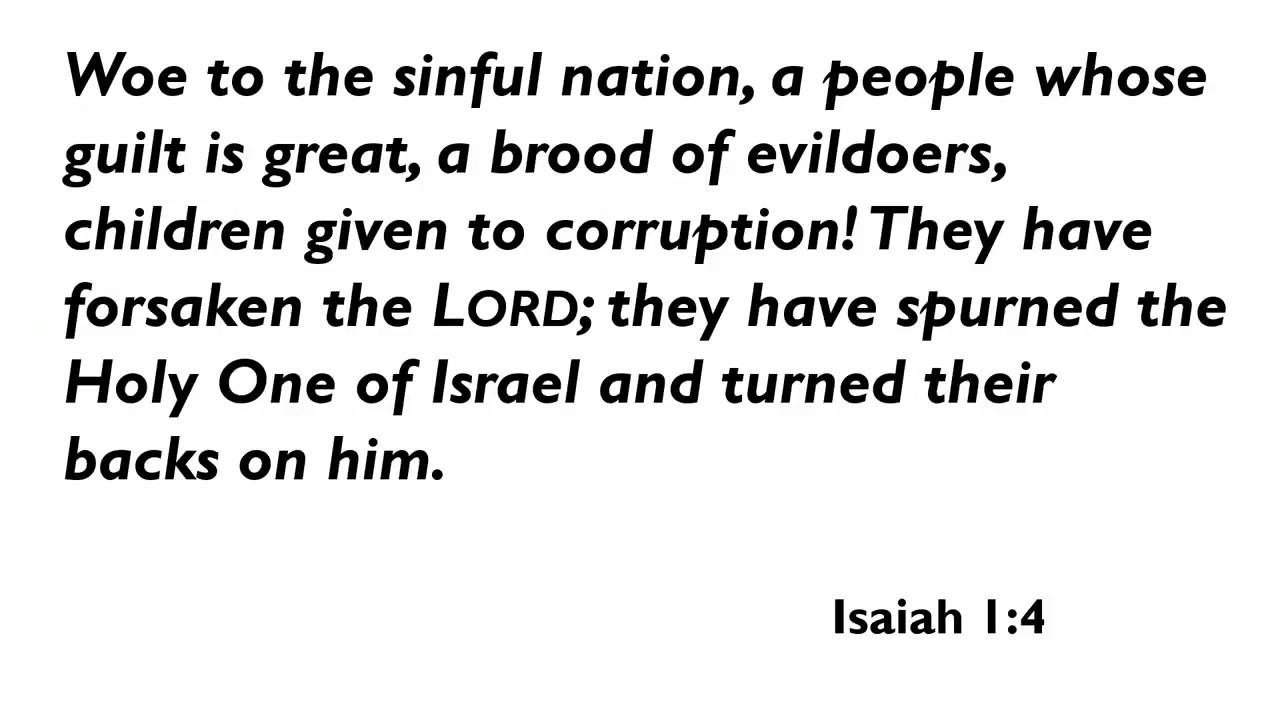 Woe to the sinful nation, a people whose
guilt is great, a brood of evildoers,
children given to corruption! They have
forsaken the LORD; they have spurned the
Holy One of Israel and turned their
backs on him.
Isaiah 1:4